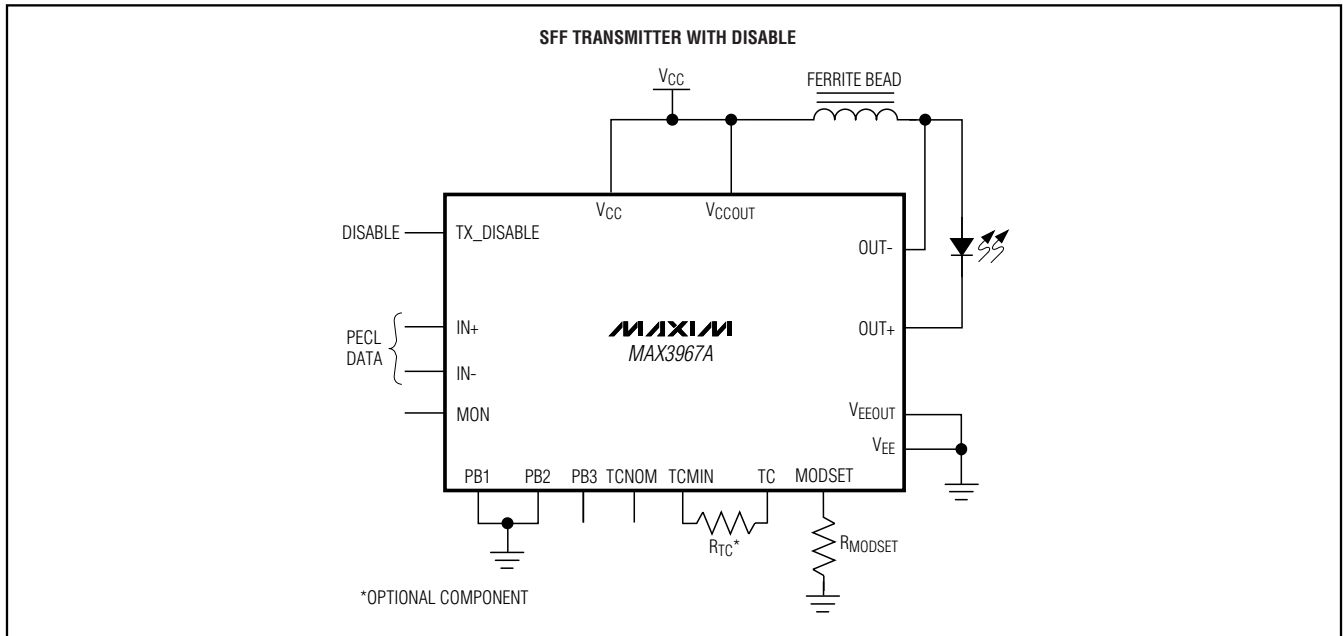 SFF TRANSMITTER WITH DISABLE
VCC
FERRITE BEAD
VCC
VCCOUT
DISABLE
TX_DISABLE
OUT-
IN+
PECL
DATA
MAXIM
MAX3967A
OUT+
IN-
MON
VEEOUT
VEE
PB1
PB2
PB3
TCNOM
TCMIN
TC
MODSET
RTC*
RMODSET
*OPTIONAL COMPONENT